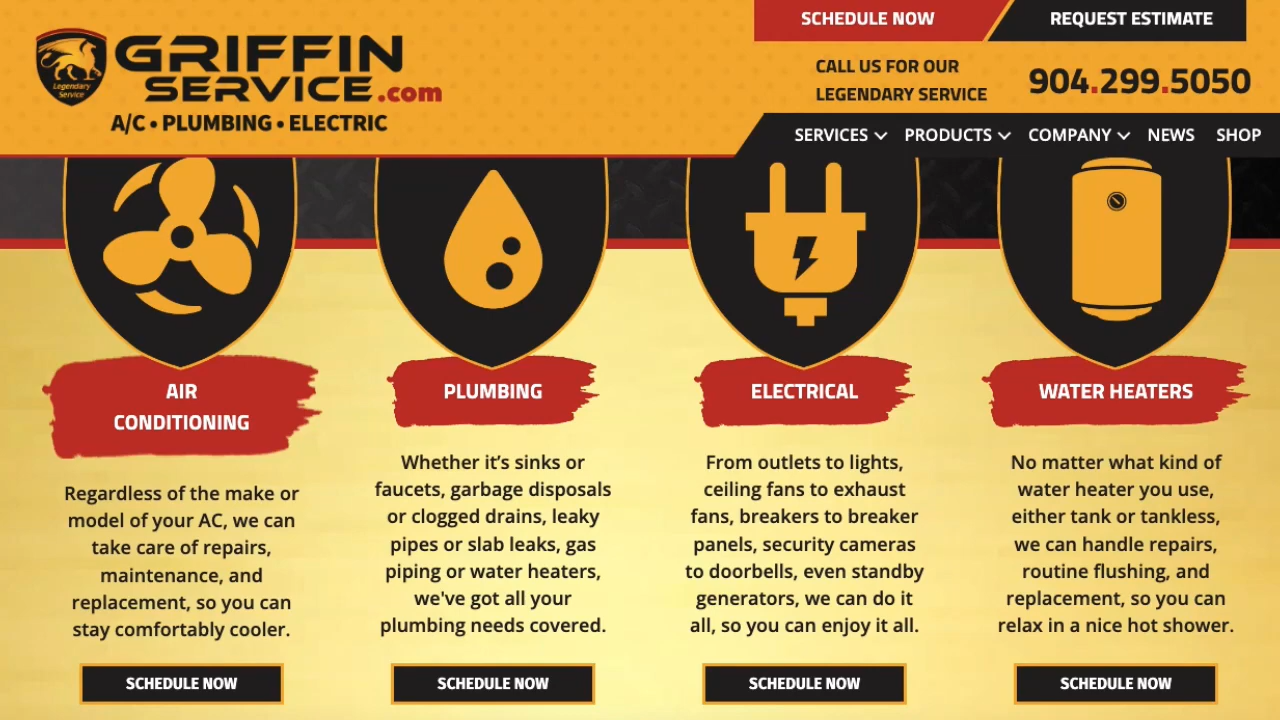 SCHEDULE NOW
REQUEST ESTIMATE
Legendary
Service
GRIFFIN
SERVICE.com
A/C • PLUMBING • ELECTRIC
CALL US FOR OUR
LEGENDARY SERVICE
904.299.5050
SERVICES
PRODUCTS
COMPANY
NEWS
SHOP
AIR
CONDITIONING
Regardless of the make or
model of your AC, we can
take care of repairs,
maintenance, and
replacement, so you can
stay comfortably cooler.
SCHEDULE NOW
PLUMBING
Whether it’s sinks or
faucets, garbage disposals
or clogged drains, leaky
pipes or slab leaks, gas
piping or water heaters,
we've got all your
plumbing needs covered.
SCHEDULE NOW
ELECTRICAL
From outlets to lights,
ceiling fans to exhaust
fans, breakers to breaker
panels, security cameras
to doorbells, even standby
generators, we can do it
all, so you can enjoy it all.
SCHEDULE NOW
WATER HEATERS
No matter what kind of
water heater you use,
either tank or tankless,
we can handle repairs,
routine flushing, and
replacement, so you can
relax in a nice hot shower.
SCHEDULE NOW